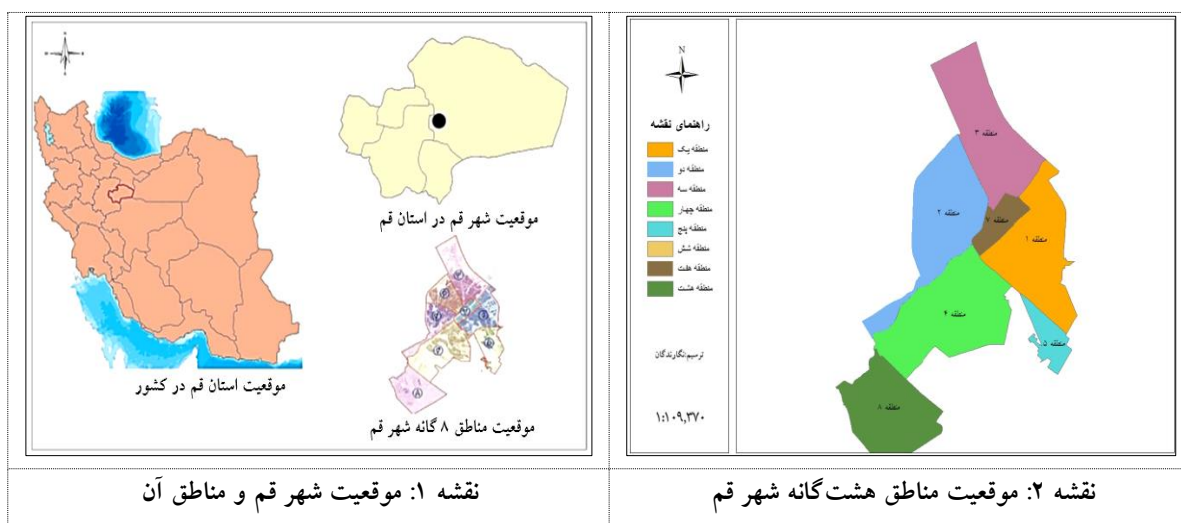 موقعیت شهر قم در استان قم
موقعیت استان قم در کشور
موقعیت مناطق ۸ گانه شهر قم
نقشه ۱: موقعیت شهر قم و مناطق آن
N
راهنمای نقشه
منطقه یک
منطقه دو
منطقه سه
منطقه چهار
منطقه پنج
منطقه شش
منطقه هفت
منطقه هشت
ترسیم:نگارندگان
۱:۱۰۹,۳۷۰
منطقه ۳
منطقه ۲
منطقه ۷
منطقه ۱
منطقه ۴
منطقه ۵
منطقه ۸
نقشه ۲: موقعیت مناطق هشت‌گانه شهر قم